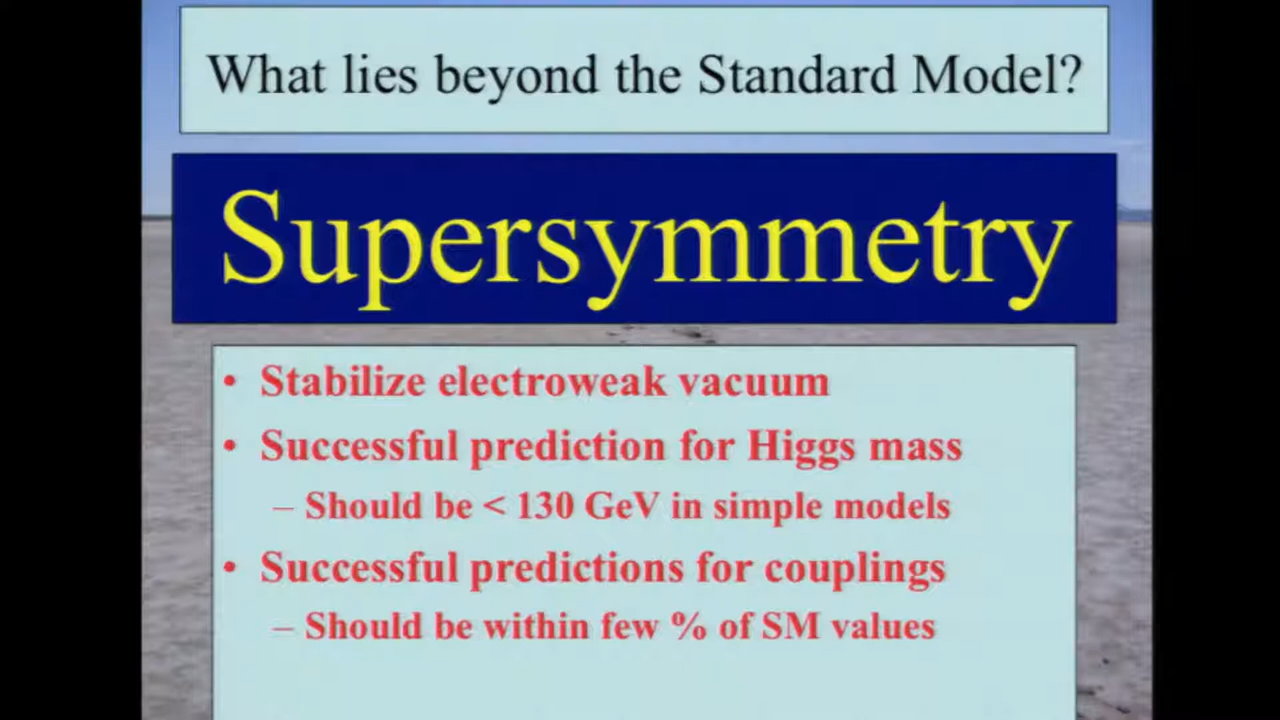 What lies beyond the Standard Model?
Supersymmetry
• Stabilize electroweak vacuum
• Successful prediction for Higgs mass
– Should be < 130 GeV in simple models
• Successful predictions for couplings
– Should be within few % of SM values